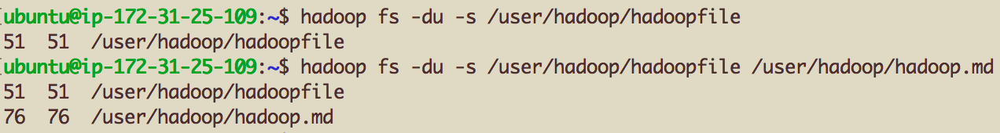 [ubuntu@ip-172-31-25-109:~$ hadoop fs -du -s /user/hadoop/hadoopfile
51  51  /user/hadoop/hadoopfile
[ubuntu@ip-172-31-25-109:~$ hadoop fs -du -s /user/hadoop/hadoopfile /user/hadoop/hadoop.md
51  51  /user/hadoop/hadoopfile
76  76  /user/hadoop/hadoop.md